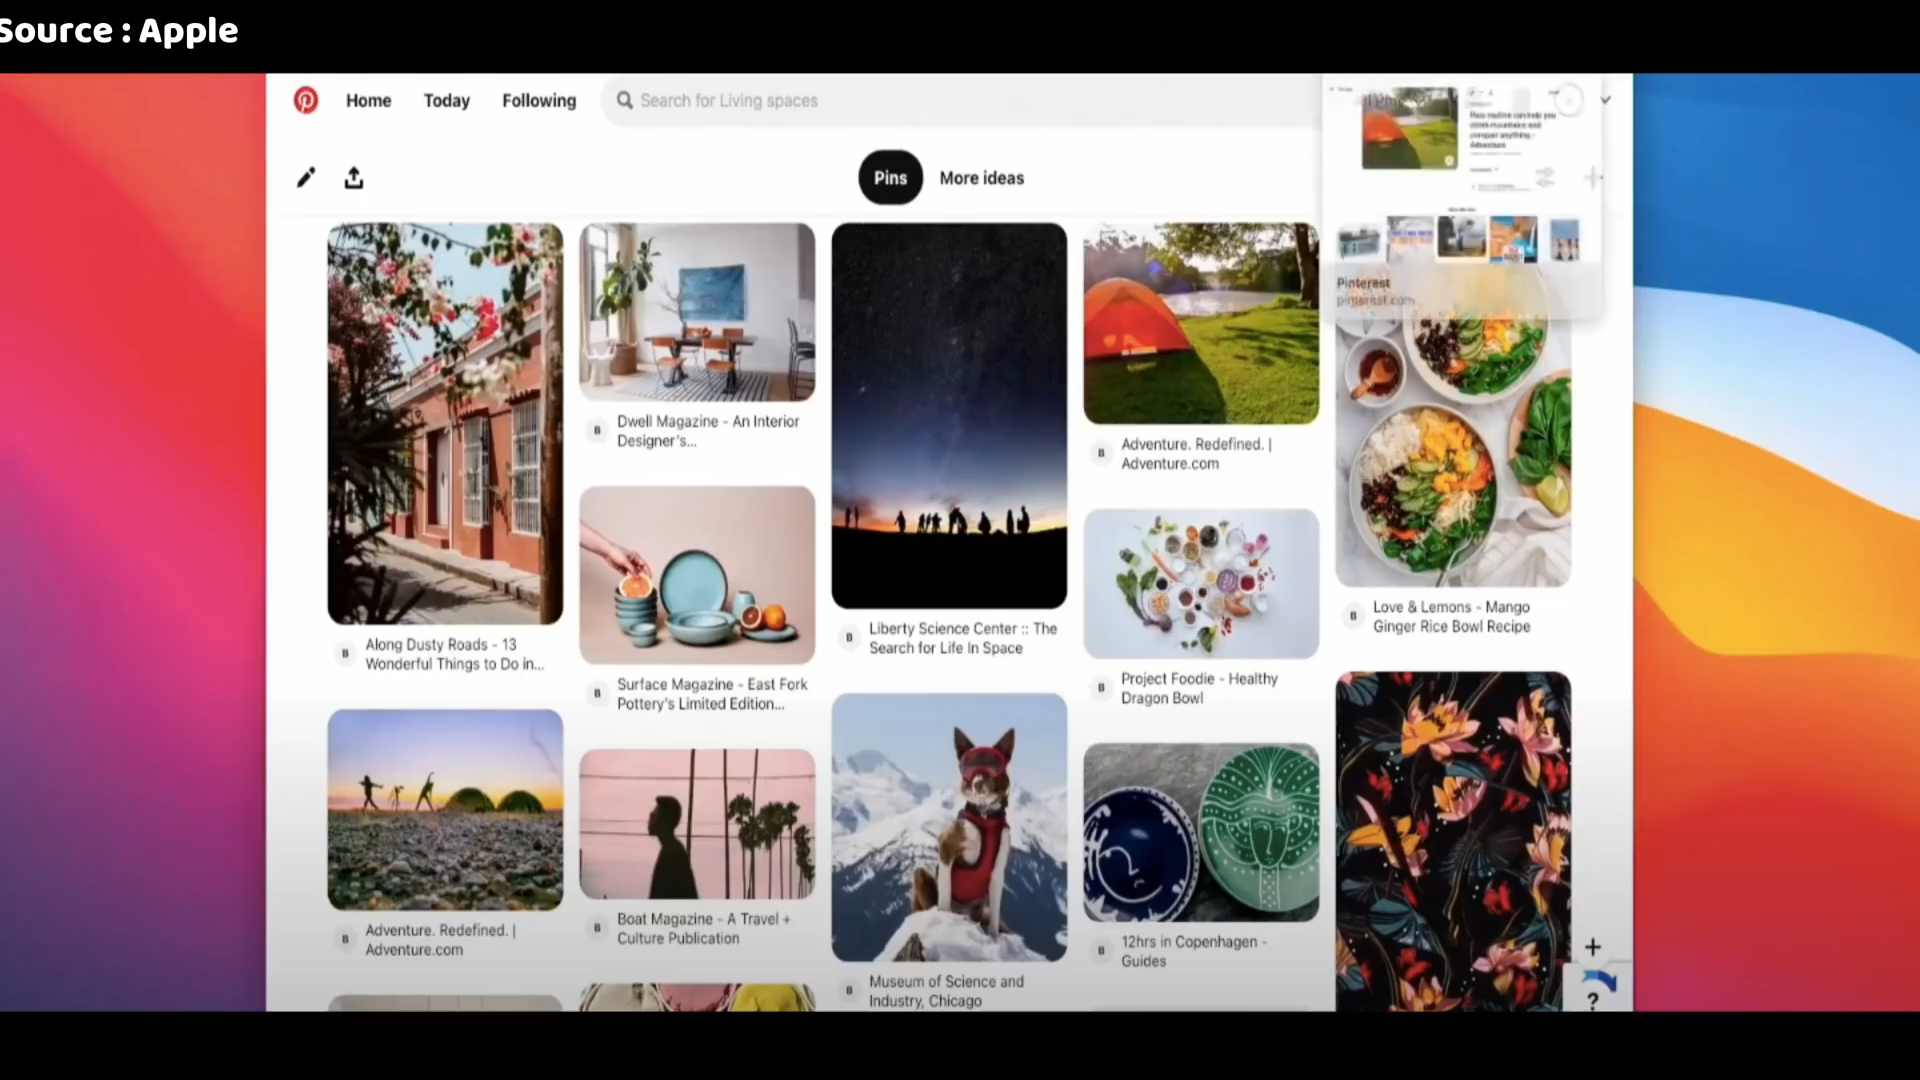 Source : Apple
Home
Today
Following
Search for Living spaces
Pins
More ideas
Pinterest
pinterest.com
Along Dusty Roads - 13
Wonderful Things to Do in...
Adventure. Redefined. |
Adventure.com
Dwell Magazine - An Interior
Designer's...
Surface Magazine - East Fork
Pottery's Limited Edition...
Boat Magazine - A Travel +
Culture Publication
Liberty Science Center :: The
Search for Life In Space
Museum of Science and
Industry, Chicago
Adventure. Redefined. |
Adventure.com
Project Foodie - Healthy
Dragon Bowl
12hrs in Copenhagen -
Guides
Love & Lemons - Mango
Ginger Rice Bowl Recipe
+
?